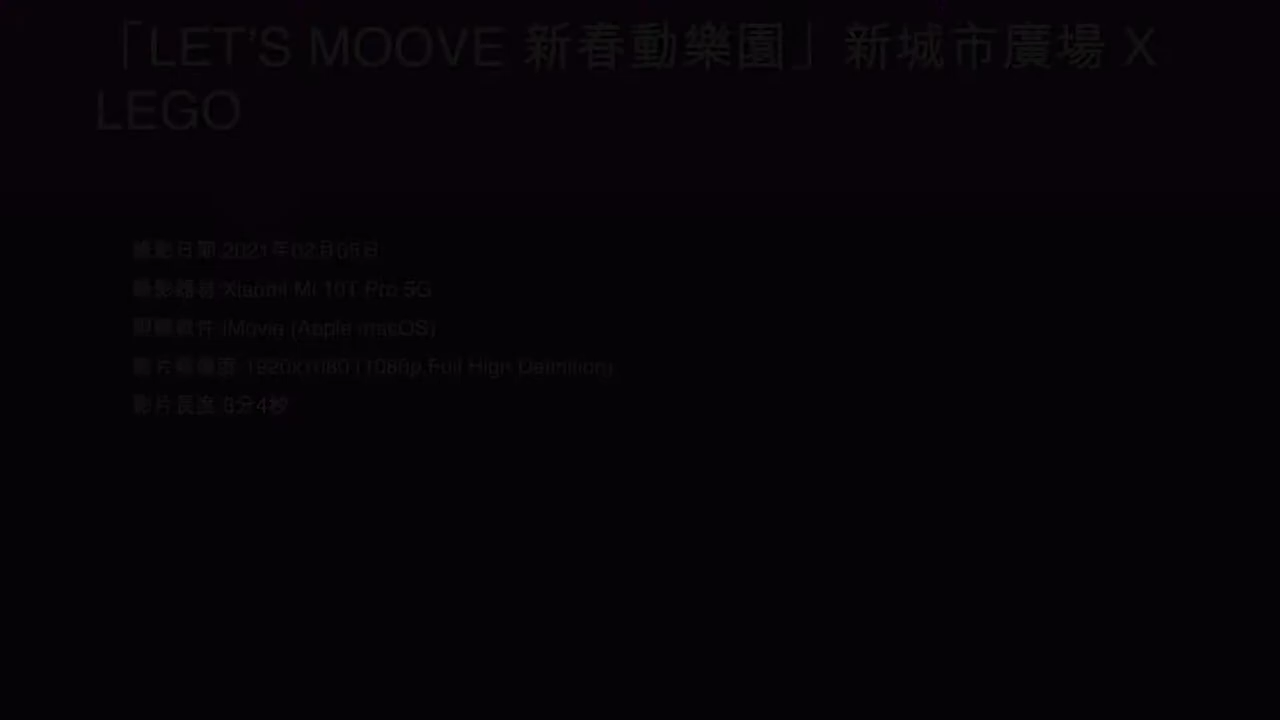 「LET'S MOOVE 新春動樂園」新城市廣場 X
LEGO
攝影日期 2021年02月05日
攝影器材 Xiaomi Mi 10T Pro 5G
剪輯軟件 iMovie (Apple macOS)
影片解像度 1920x1080 (1080p,Full High Definition)
影片長度 6分4秒